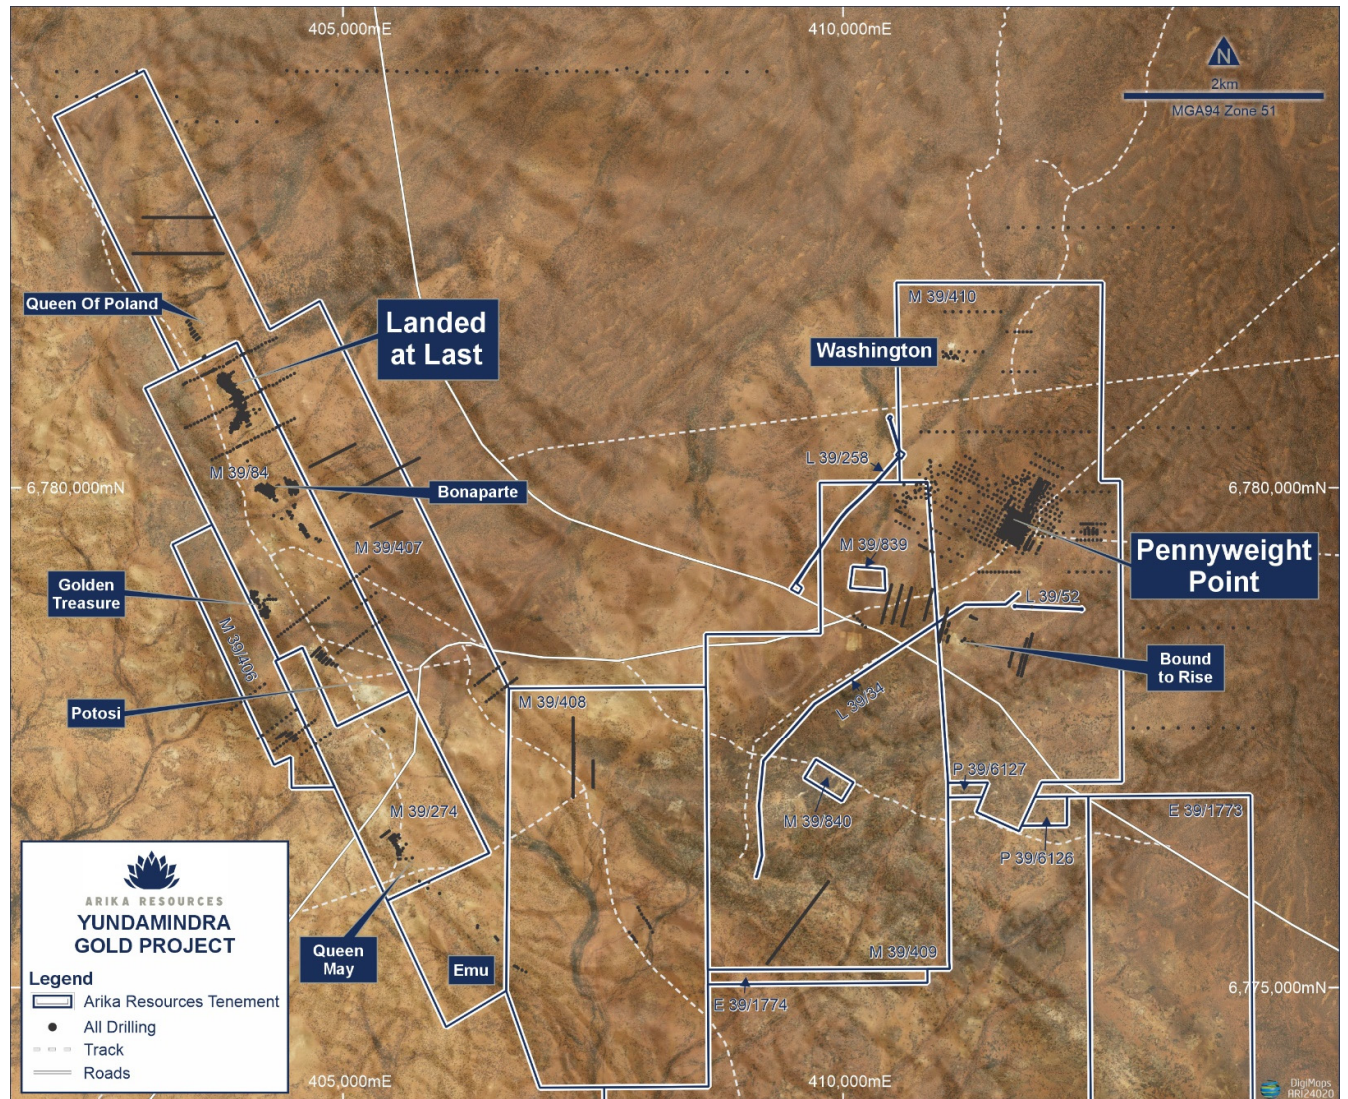 405,000mE
410,000mE
N
2km
MGA94 Zone 51
Queen Of Poland
Landed
at Last
M 39/410
Washington
L 39/258
M 39/84
Bonaparte
6,780,000mN
6,780,000mN
M 39/407
M 39/839
Pennyweight
Point
Golden
Treasure
L 39/52
M 39/406
Bound
to Rise
Potosi
M 39/408
L 39/34
P 39/6127
M 39/274
M 39/840
E 39/1773
P 39/6126
ARIKA RESOURCES
YUNDAMINDRA
GOLD PROJECT
Queen
May
Emu
M 39/409
Legend
Arika Resources Tenement
All Drilling
Track
Roads
E 39/1774
6,775,000mN
405,000mE
410,000mE
DigiMaps
ARI24020